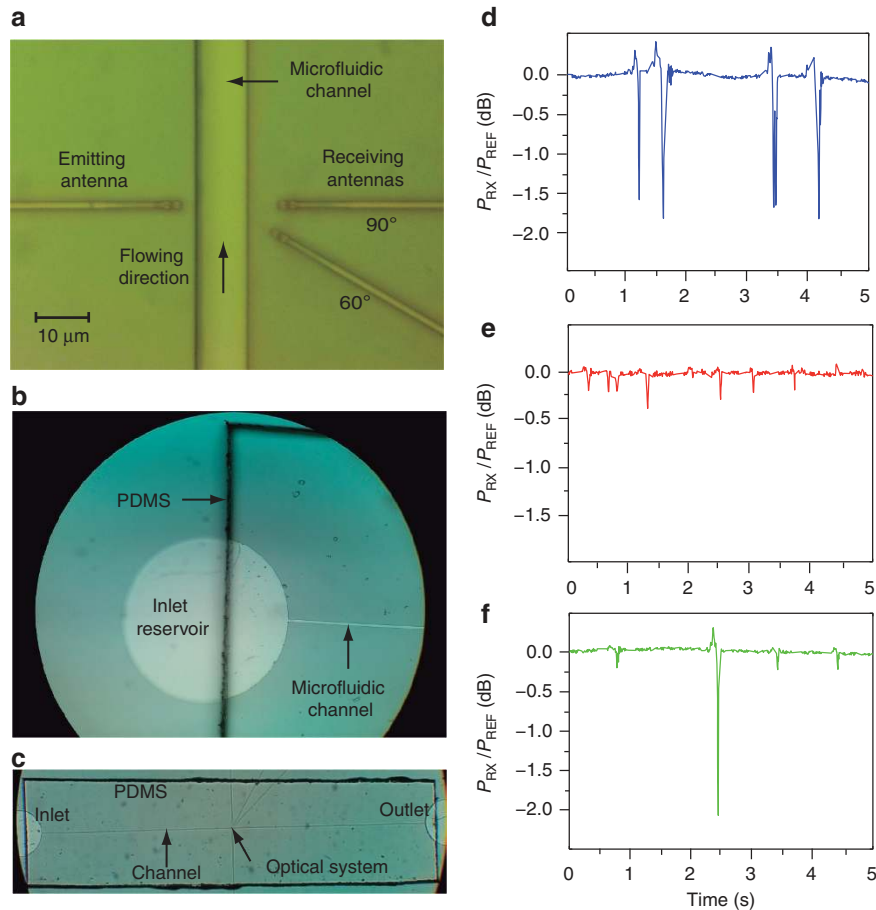 a
Microfluidic
channel
Emitting
antenna
Receiving
antennas
90°
Flowing
direction
60°
10 μm
b
PDMS
Inlet
reservoir
Microfluidic
channel
c
PDMS
Inlet
Outlet
Channel
Optical system
d
0.0
−0.5
−1.0
−1.5
−2.0
P_RX/P_REF (dB)
0 1 2 3 4 5
e
0.0
−0.5
−1.0
−1.5
P_RX/P_REF (dB)
0 1 2 3 4 5
f
0.0
−0.5
−1.0
−1.5
−2.0
P_RX/P_REF (dB)
0 1 2 3 4 5
Time (s)